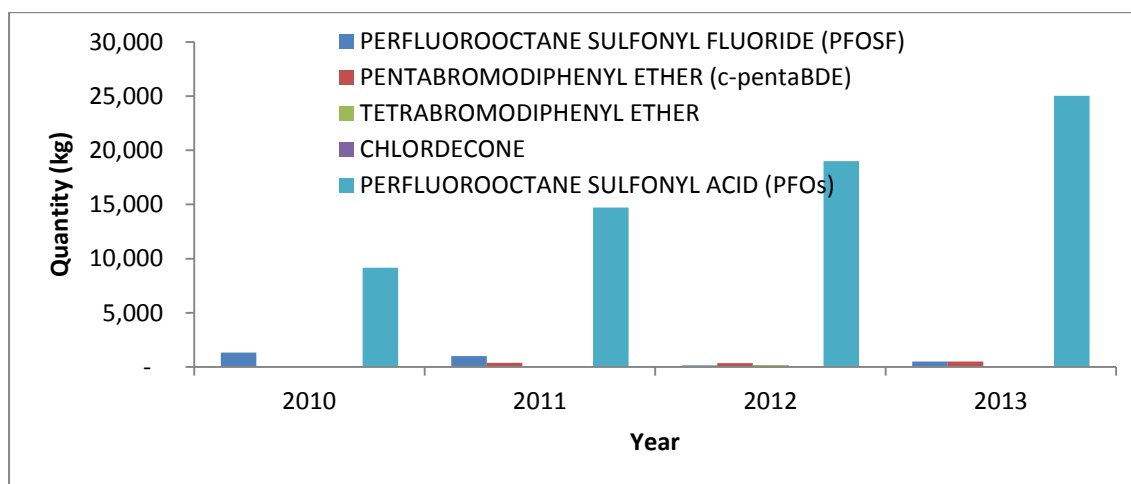 30,000
25,000
20,000
15,000
10,000
5,000
-
Quantity (kg)
PERFLUOROOCTANE SULFONYL FLUORIDE (PFOSF)
PENTABROMODIPHENYL ETHER (c-pentaBDE)
TETRABROMODIPHENYL ETHER
CHLORDECONE
PERFLUOROOCTANE SULFONYL ACID (PFOs)
2010 2011 2012 2013
Year